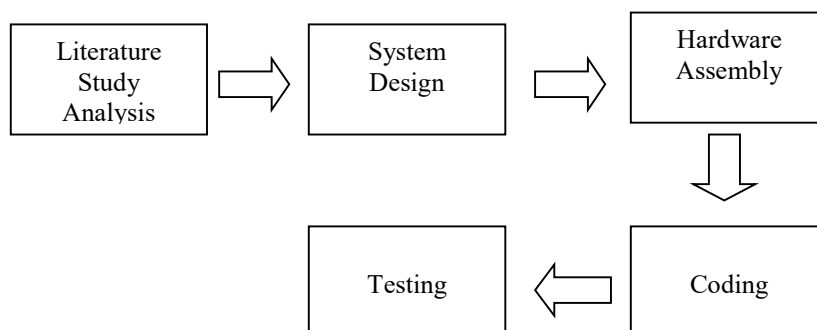 Literature
Study
Analysis
System
Design
Hardware
Assembly
Testing
Coding